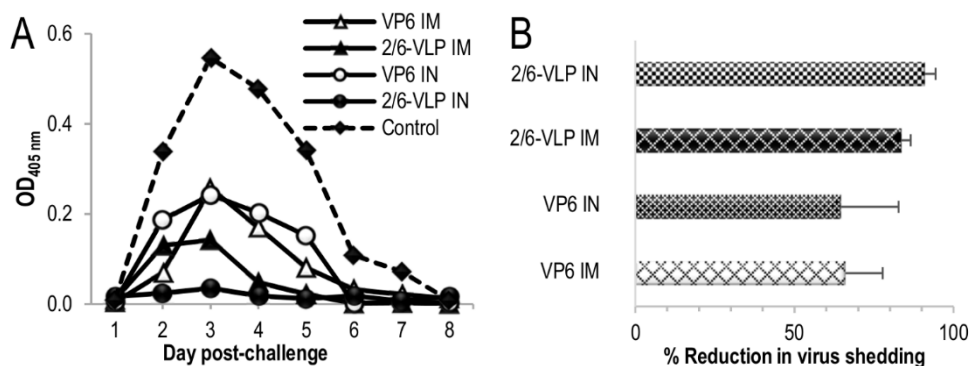 A
0.6
0.4
0.2
0.0
OD405 nm
VP6 IM
2/6-VLP IM
VP6 IN
2/6-VLP IN
Control
1 2 3 4 5 6 7 8
Day post-challenge
B
2/6-VLP IN
2/6-VLP IM
VP6 IN
VP6 IM
0 50 100
% Reduction in virus shedding